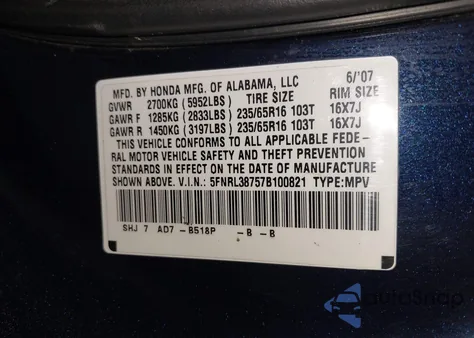 MFD. BY HONDA MFG. OF ALABAMA, LLC 6/'07
GVWR 2700KG (5952LBS) TIRE SIZE RIM SIZE
GAWR F 1285KG (2833LBS) 235/65R16 103T 16X7J
GAWR R 1450KG (3197LBS) 235/65R16 103T 16X7J
THIS VEHICLE CONFORMS TO ALL APPLICABLE FEDE-
RAL MOTOR VEHICLE SAFETY AND THEFT PREVENTION
STANDARDS IN EFFECT ON THE DATE OF MANUFACTURE
SHOWN ABOVE. V.I.N.: 5FNRL38757B100821 TYPE:MPV
SHJ 7 AD7 -B518P -B -B
AutoSnap